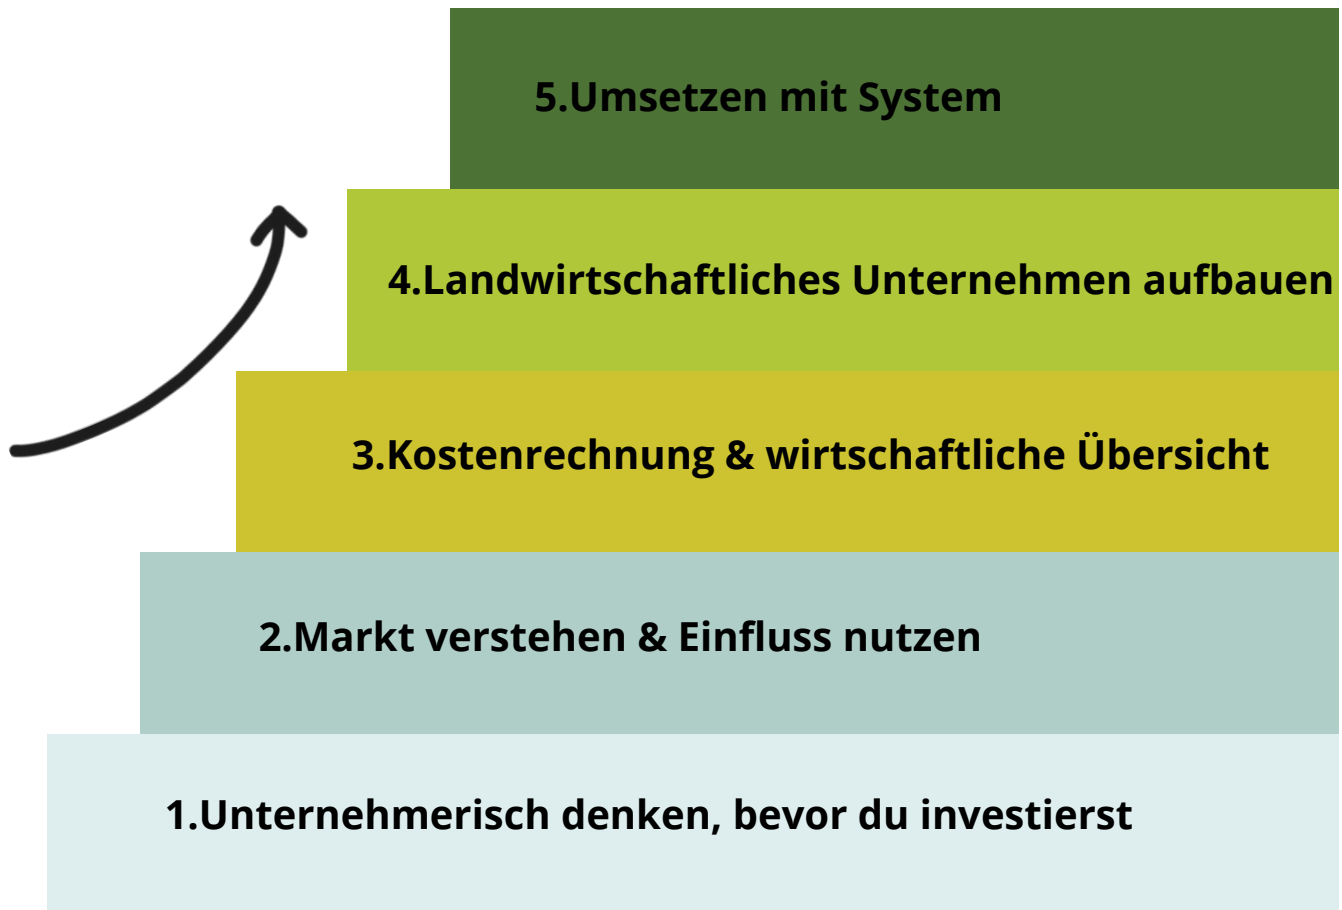 5.Umsetzen mit System
4.Landwirtschaftliches Unternehmen aufbauen
3.Kostenrechnung & wirtschaftliche Übersicht
2.Markt verstehen & Einfluss nutzen
1.Unternehmerisch denken, bevor du investierst